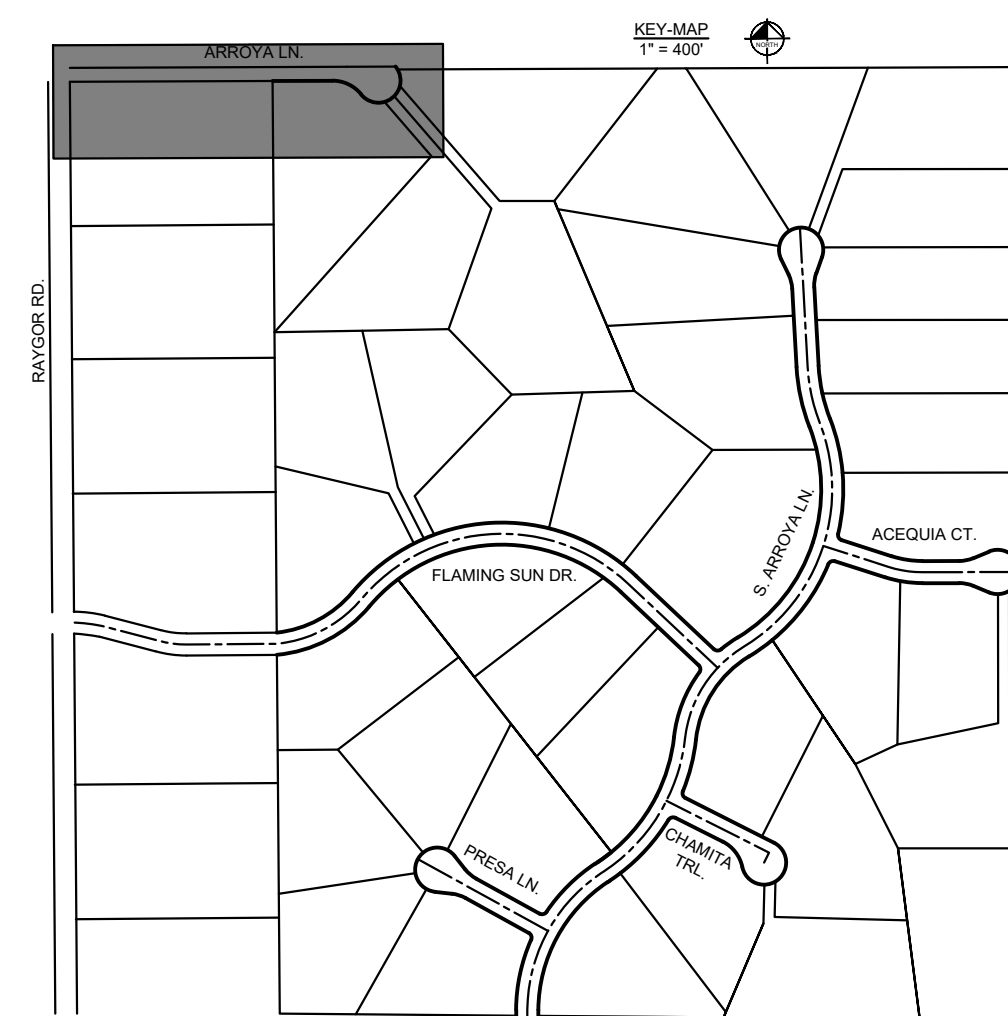 KEY-MAP
1" = 400'
NORTH
ARROYA LN.
RAYGOR RD.
S. ARROYA LN.
ACEQUIA CT.
FLAMING SUN DR.
CHAMITA
TRL.
PRESA LN.